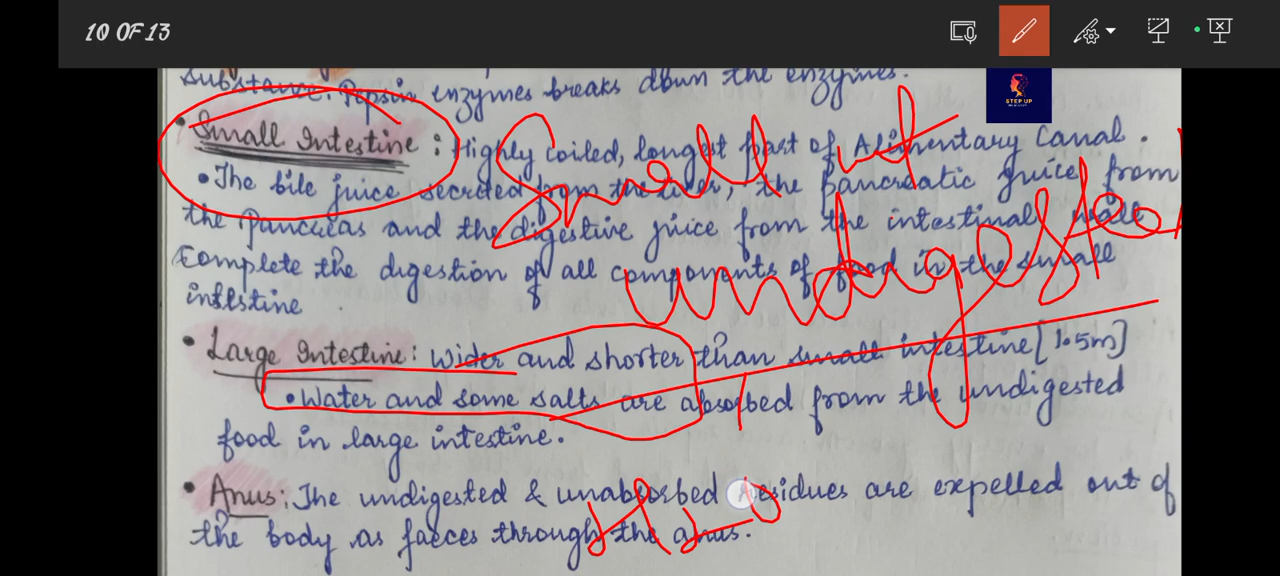 10 OF 13
substance. Pepsin enzymes breaks down the enzymes.
STEP UP
• Small Intestine : Highly coiled, longest part of Alimentary Canal.
• The bile juice secreted from the liver, the pancreatic juice from
the Pancreas and the digestive juice from the intestinal wall
Complete the digestion of all components of food in the small
intestine
Small int
undigested
• Large Intestine: wider and shorter than small intestine [1.5m]
• Water and some salts are absorbed from the undigested
food in large intestine.
• Anus: The undigested & unabsorbed residues are expelled out of
the body as faeces through the anus.